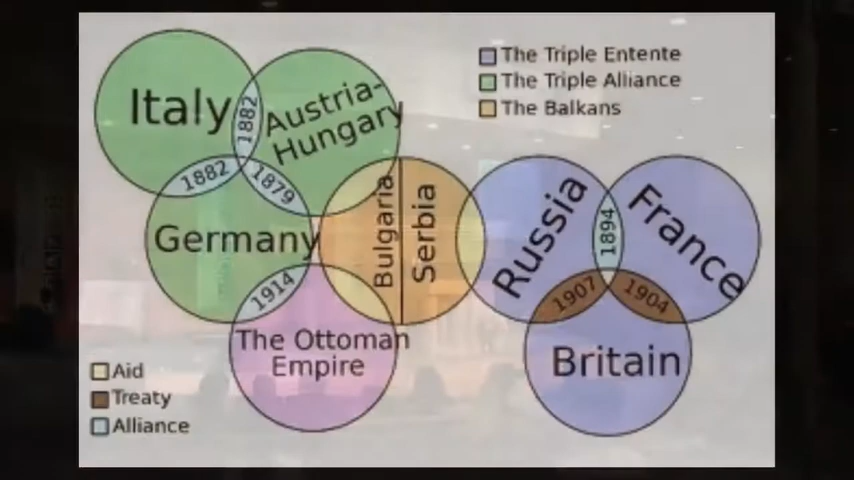 Italy
1882
Austria-
Hungary
1882
1879
Germany
1914
The Ottoman
Empire
Bulgaria
Serbia
Russia
1894
France
1907
1904
Britain
The Triple Entente
The Triple Alliance
The Balkans
Aid
Treaty
Alliance